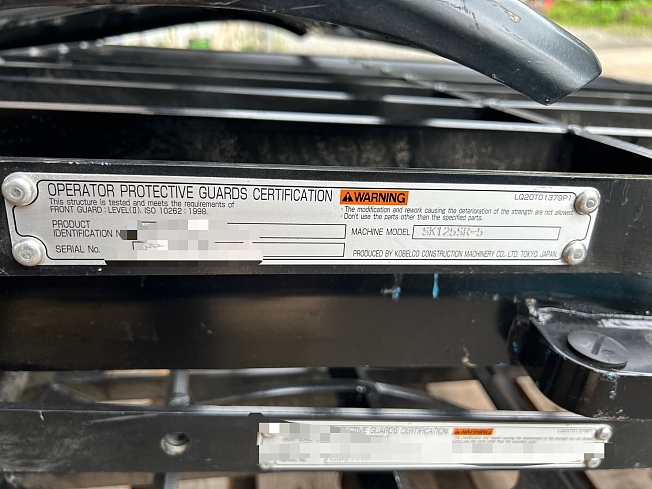 OPERATOR PROTECTIVE GUARDS CERTIFICATION
This structure is tested and meets the requirements of
FRONT GUARD : LEVEL(II), ISO 10262 : 1998.
WARNING
LQ20T01379P1
· The modification and rework causing the deterioration of the strength are not allowed.
· Don't use the parts other than the specified parts.
PRODUCT
IDENTIFICATION N
MACHINE MODEL SK125SR-5
SERIAL No.
PRODUCED BY KOBELCO CONSTRUCTION MACHINERY CO., LTD. TOKYO, JAPAN.
GUARDS CERTIFICATION
WARNING
LQ20T01379P1